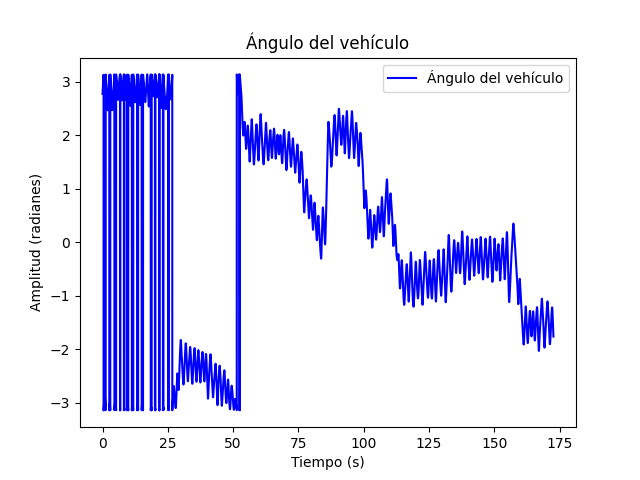 Ángulo del vehículo
Ángulo del vehículo
Amplitud (radianes)
3
2
1
0
−1
−2
−3
0 25 50 75 100 125 150 175
Tiempo (s)